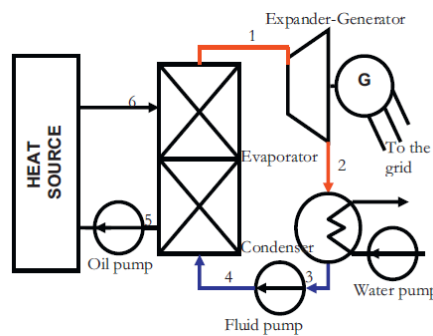 Expander-Generator
1
G
6
HEAT
SOURCE
To the
grid
Evaporator
2
5
Oil pump
Condenser
4
3
Water pump
Fluid pump